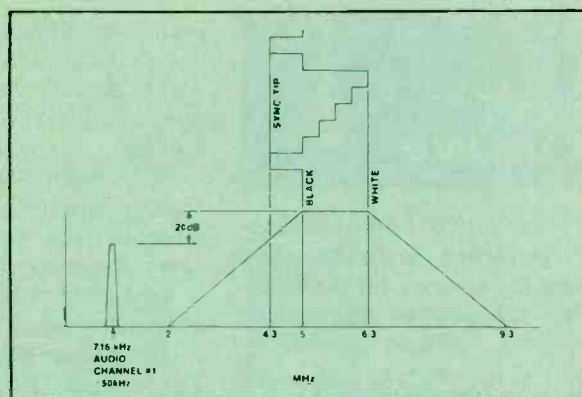 SYNC TIP
BLACK
WHITE
20dB
2
4 3
5
6 3
9 3
716 kHz
AUDIO
CHANNEL #1
50kHz
MHz